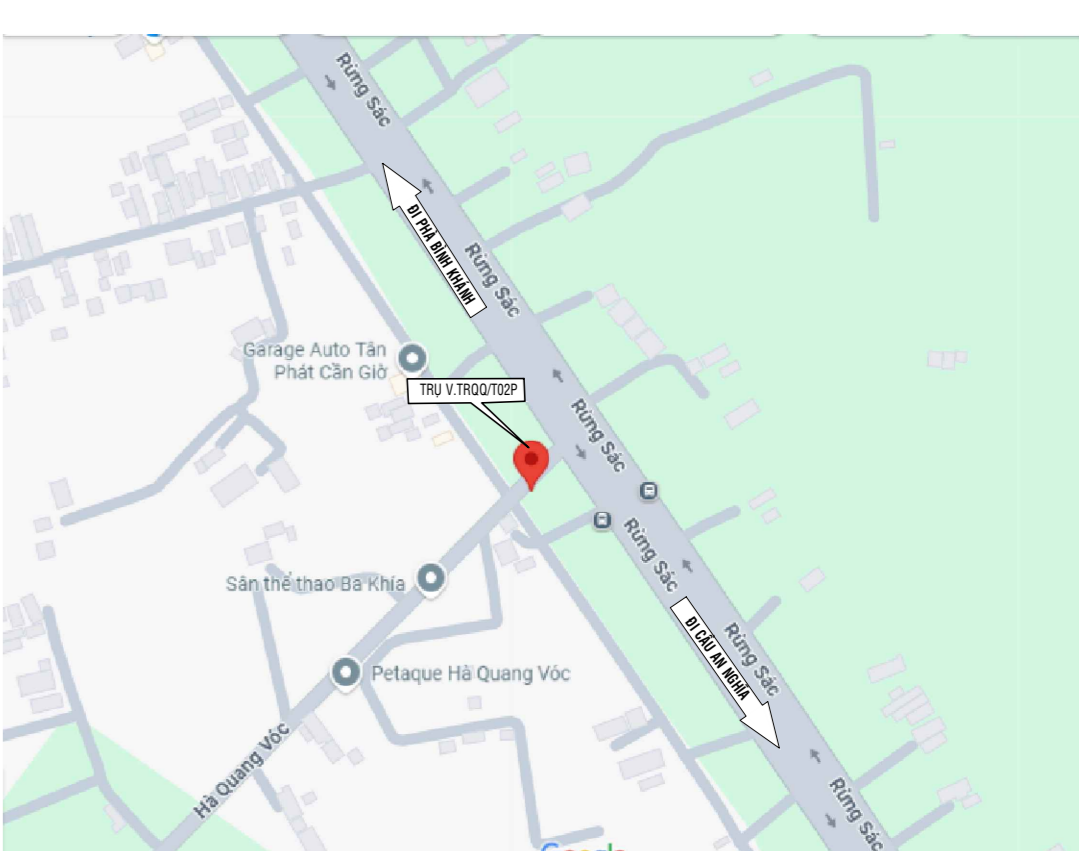 Rừng Sác
ĐI PHÀ BÌNH KHÁNH
Rừng Sác
Garage Auto Tân
Phát Cần Giờ
TRỤ V.TRQQ/T02P
Rừng Sác
Rừng Sác
Sân thể thao Ba Khía
ĐI CẦU AN NGHĨA
Rừng Sác
Petaque Hà Quang Vóc
Hà Quang Vóc
Rừng Sác